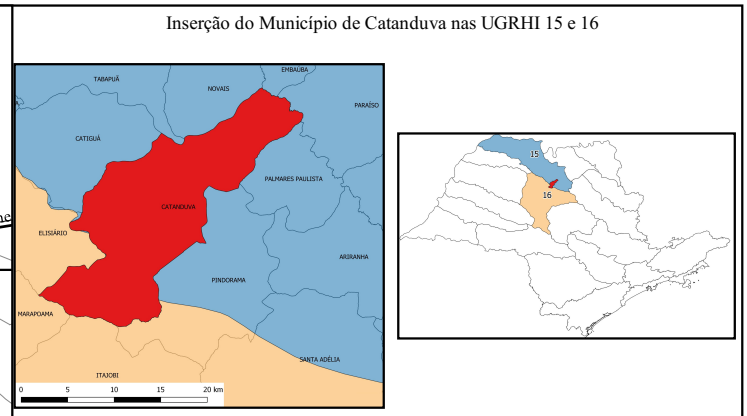 Inserção do Município de Catanduva nas UGRHI 15 e 16
EMBAÚBA
TABAPUÃ
NOVAIS
PARAÍSO
CATIGUÁ
PALMARES PAULISTA
CATANDUVA
ELISIÁRIO
ARIRANHA
PINDORAMA
MARAPOAMA
SANTA ADÉLIA
ITAJOBI
0 5 10 15 20 km
15
16